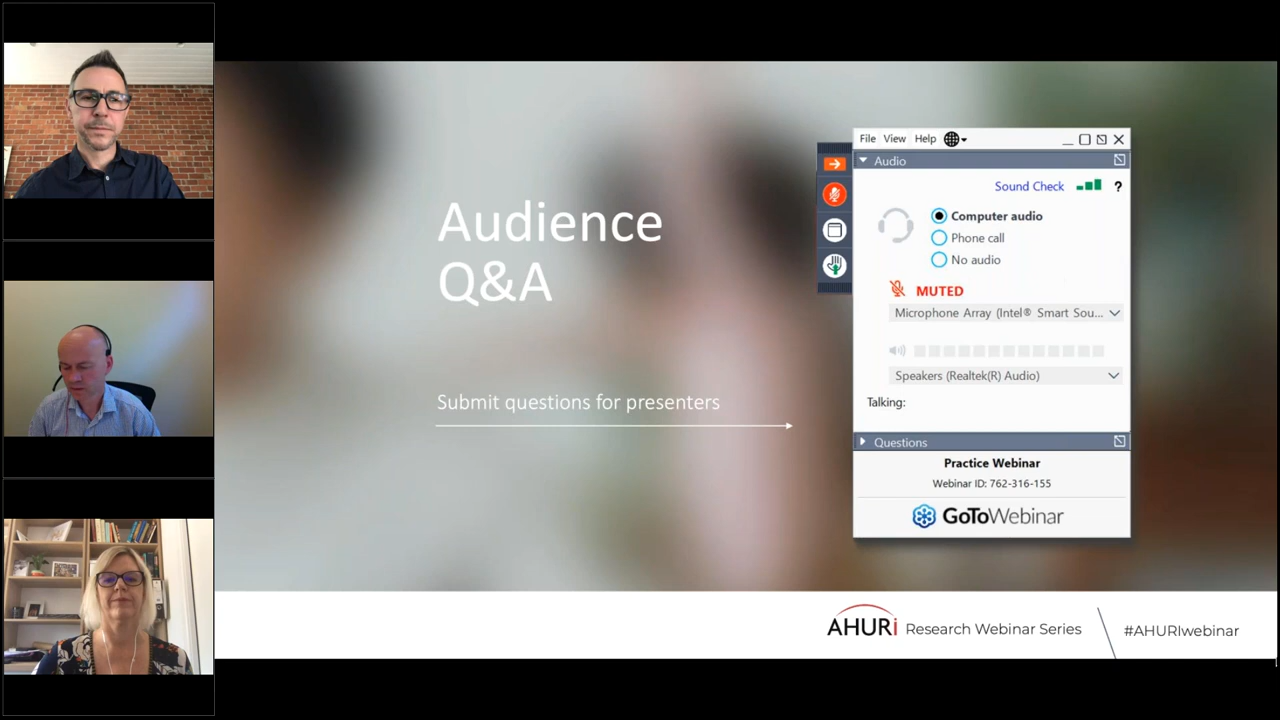 Audience
Q&A
Submit questions for presenters
File View Help
Audio
Sound Check
?
Computer audio
Phone call
No audio
MUTED
Microphone Array (Intel® Smart Sou...
Speakers (Realtek(R) Audio)
Talking:
Questions
Practice Webinar
Webinar ID: 762-316-155
GoToWebinar
AHURi Research Webinar Series
#AHURIwebinar